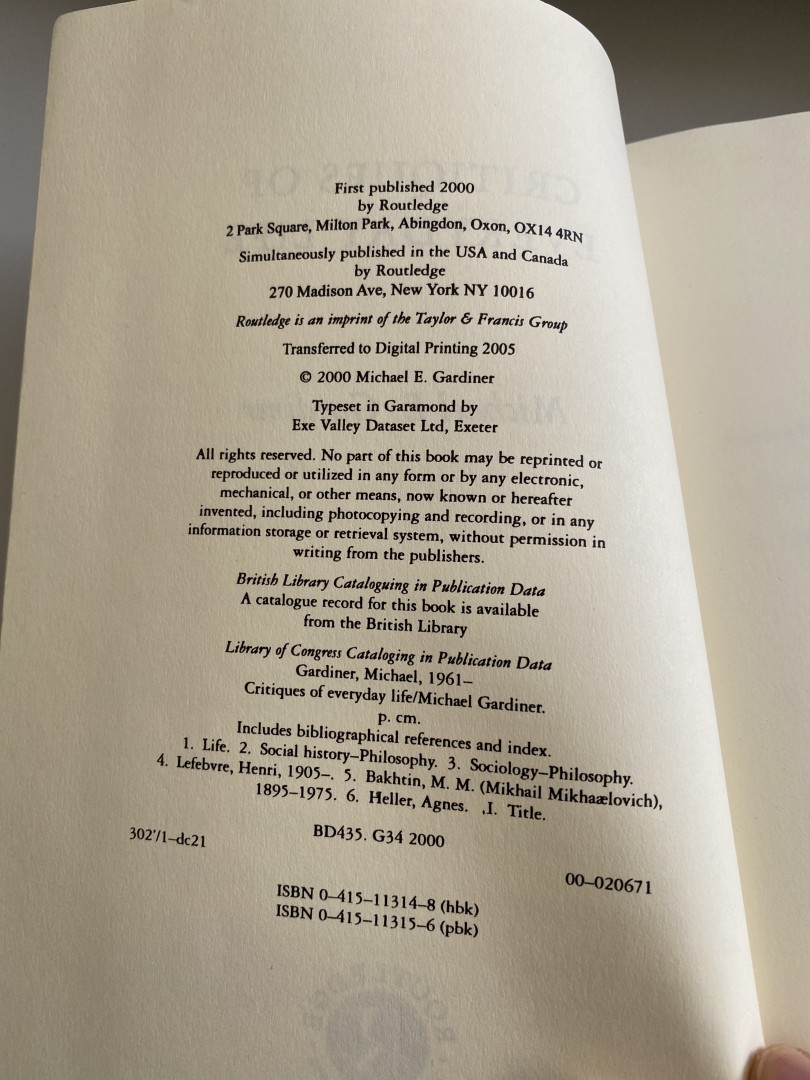 First published 2000
by Routledge
2 Park Square, Milton Park, Abingdon, Oxon, OX14 4RN
Simultaneously published in the USA and Canada
by Routledge
270 Madison Ave, New York NY 10016
Routledge is an imprint of the Taylor & Francis Group
Transferred to Digital Printing 2005
© 2000 Michael E. Gardiner
Typeset in Garamond by
Exe Valley Dataset Ltd, Exeter
All rights reserved. No part of this book may be reprinted or
reproduced or utilized in any form or by any electronic,
mechanical, or other means, now known or hereafter
invented, including photocopying and recording, or in any
information storage or retrieval system, without permission in
writing from the publishers.
British Library Cataloguing in Publication Data
A catalogue record for this book is available
from the British Library
Library of Congress Cataloging in Publication Data
Gardiner, Michael, 1961–
Critiques of everyday life/Michael Gardiner.
p. cm.
Includes bibliographical references and index.
1. Life. 2. Social history–Philosophy. 3. Sociology–Philosophy.
4. Lefebvre, Henri, 1905–. 5. Bakhtin, M. M. (Mikhail Mikhaælovich),
1895–1975. 6. Heller, Agnes. ,I. Title.
BD435. G34 2000
302'/1–dc21
00–020671
ISBN 0–415–11314–8 (hbk)
ISBN 0–415–11315–6 (pbk)